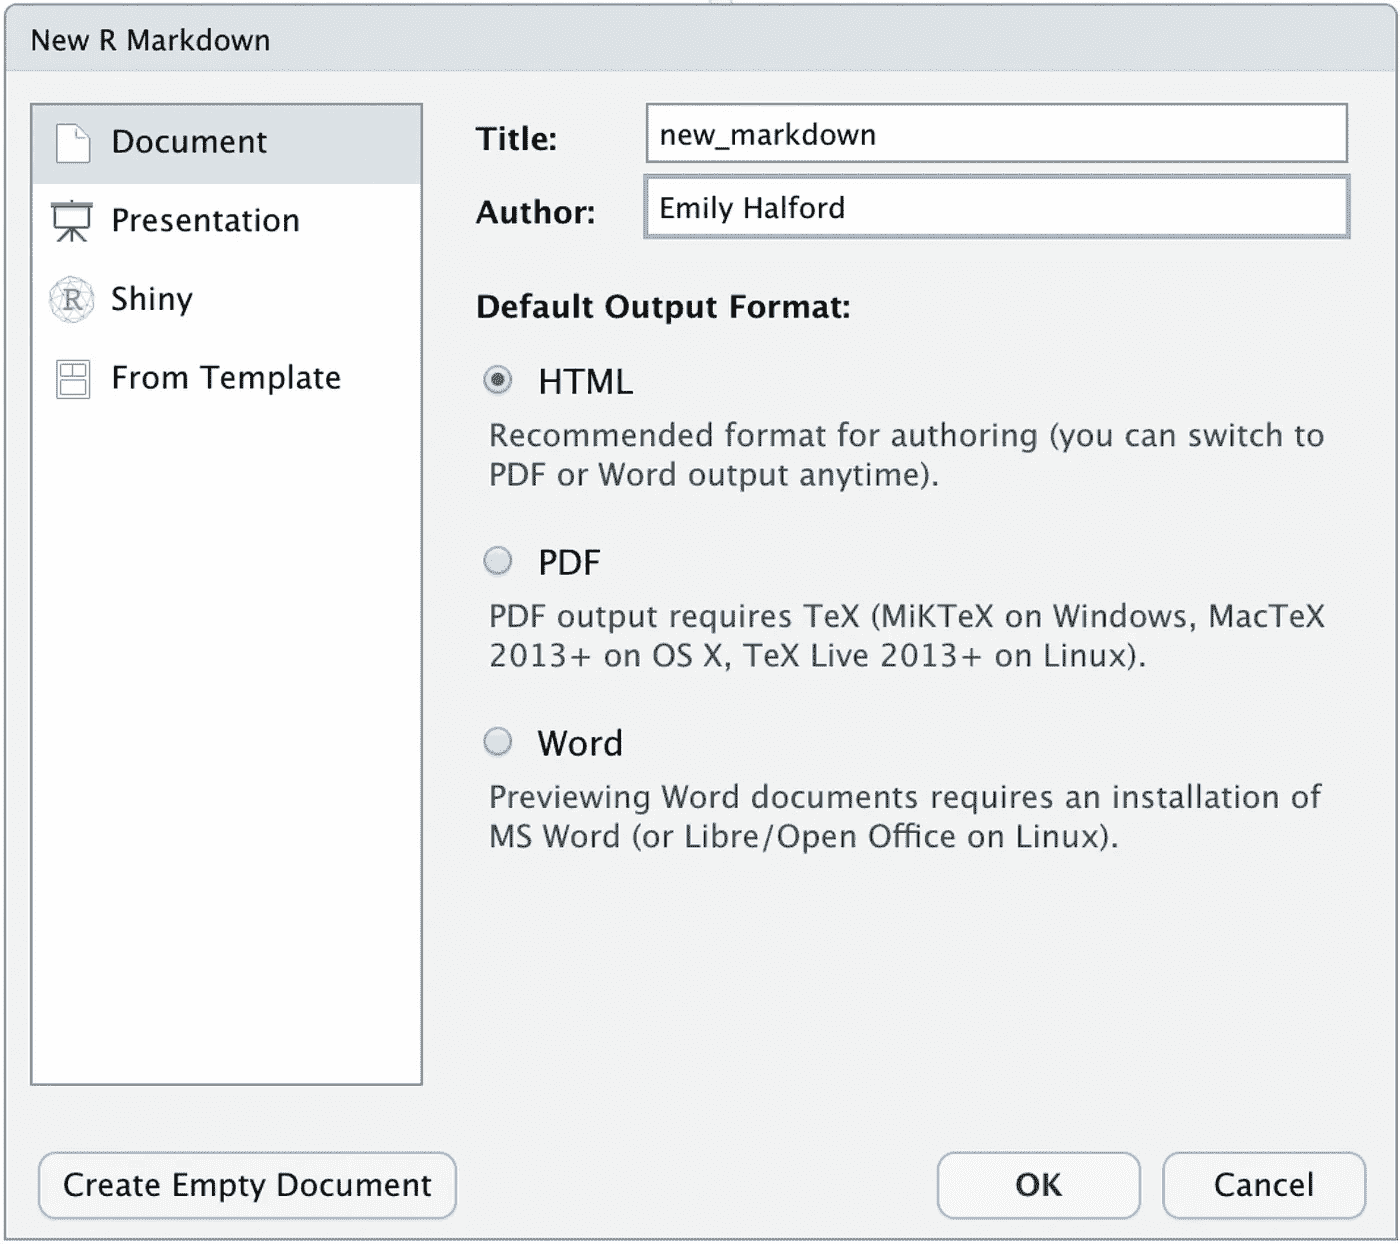 New R Markdown
Document
Presentation
Shiny
From Template
Title:
new_markdown
Author:
Emily Halford
Default Output Format:
HTML
Recommended format for authoring (you can switch to
PDF or Word output anytime).
PDF
PDF output requires TeX (MiKTeX on Windows, MacTeX
2013+ on OS X, TeX Live 2013+ on Linux).
Word
Previewing Word documents requires an installation of
MS Word (or Libre/Open Office on Linux).
Create Empty Document
OK
Cancel